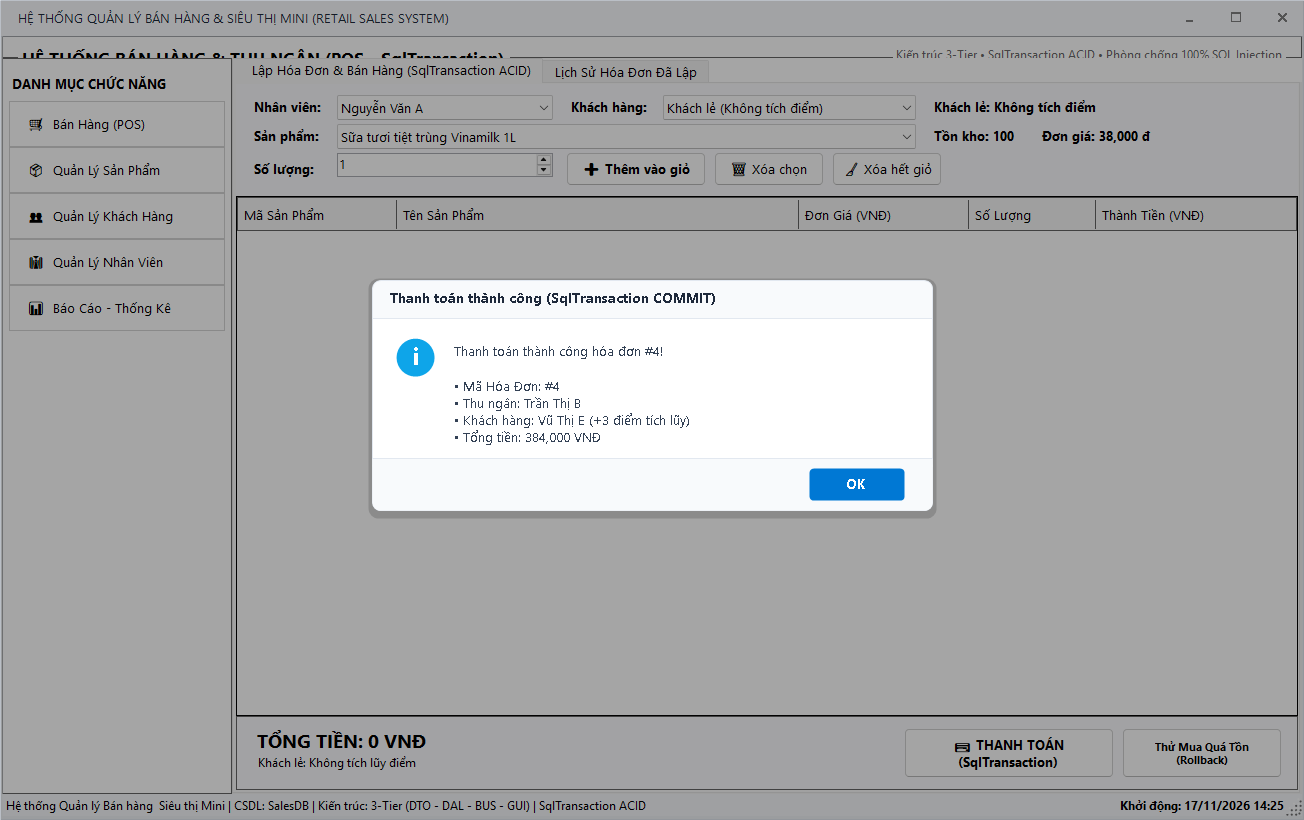 HỆ THỐNG QUẢN LÝ BÁN HÀNG & SIÊU THỊ MINI (RETAIL SALES SYSTEM)
HỆ THỐNG BÁN HÀNG & THU NGÂN (POS - SqlTransaction)
Kiến trúc 3-Tier • SqlTransaction ACID • Phòng chống 100% SQL Injection
DANH MỤC CHỨC NĂNG
Bán Hàng (POS)
Quản Lý Sản Phẩm
Quản Lý Khách Hàng
Quản Lý Nhân Viên
Báo Cáo - Thống Kê
Lập Hóa Đơn & Bán Hàng (SqlTransaction ACID)
Lịch Sử Hóa Đơn Đã Lập
Nhân viên: Nguyễn Văn A Khách hàng: Khách lẻ (Không tích điểm) Khách lẻ: Không tích điểm
Sản phẩm: Sữa tươi tiệt trùng Vinamilk 1L Tồn kho: 100 Đơn giá: 38,000 đ
Số lượng: 1 Thêm vào giỏ Xóa chọn Xóa hết giỏ
Mã Sản Phẩm Tên Sản Phẩm Đơn Giá (VNĐ) Số Lượng Thành Tiền (VNĐ)
Thanh toán thành công (SqlTransaction COMMIT)
Thanh toán thành công hóa đơn #4!
• Mã Hóa Đơn: #4
• Thu ngân: Trần Thị B
• Khách hàng: Vũ Thị E (+3 điểm tích lũy)
• Tổng tiền: 384,000 VNĐ
OK
TỔNG TIỀN: 0 VNĐ
Khách lẻ: Không tích lũy điểm
THANH TOÁN
(SqlTransaction)
Thử Mua Quá Tồn
(Rollback)
Hệ thống Quản lý Bán hàng Siêu thị Mini | CSDL: SalesDB | Kiến trúc: 3-Tier (DTO - DAL - BUS - GUI) | SqlTransaction ACID
Khởi động: 17/11/2026 14:25